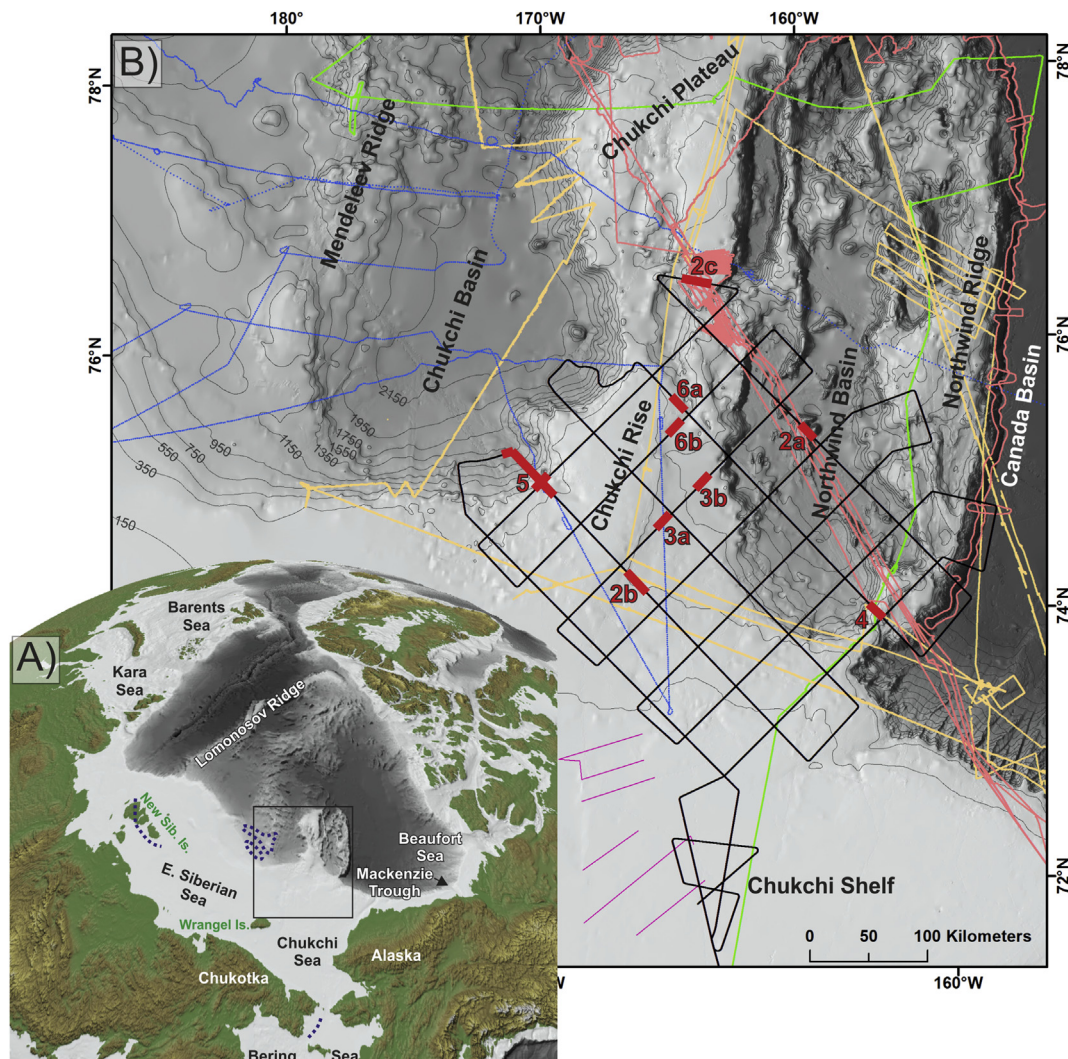 180°
170°W
160°W
B)
78°N
78°N
Chukchi Plateau
Mendeleev Ridge
Chukchi Basin
2c
Northwind Ridge
76°N
76°N
Canada Basin
2150
1950
1750
1550
1350
1150
950
750
550
350
150
6a
6b
Chukchi Rise
2a
Northwind Basin
5
3b
3a
2b
4
74°N
4°N
72°N
Chukchi Shelf
0 50 100 Kilometers
160°W
°W
A)
Barents
Sea
Kara
Sea
Lomonosov Ridge
New Sib. Is.
E. Siberian
Sea
Beaufort
Sea
Mackenzie
Trough
Wrangel Is.
Chukchi
Sea
Alaska
Chukotka
Bering Sea